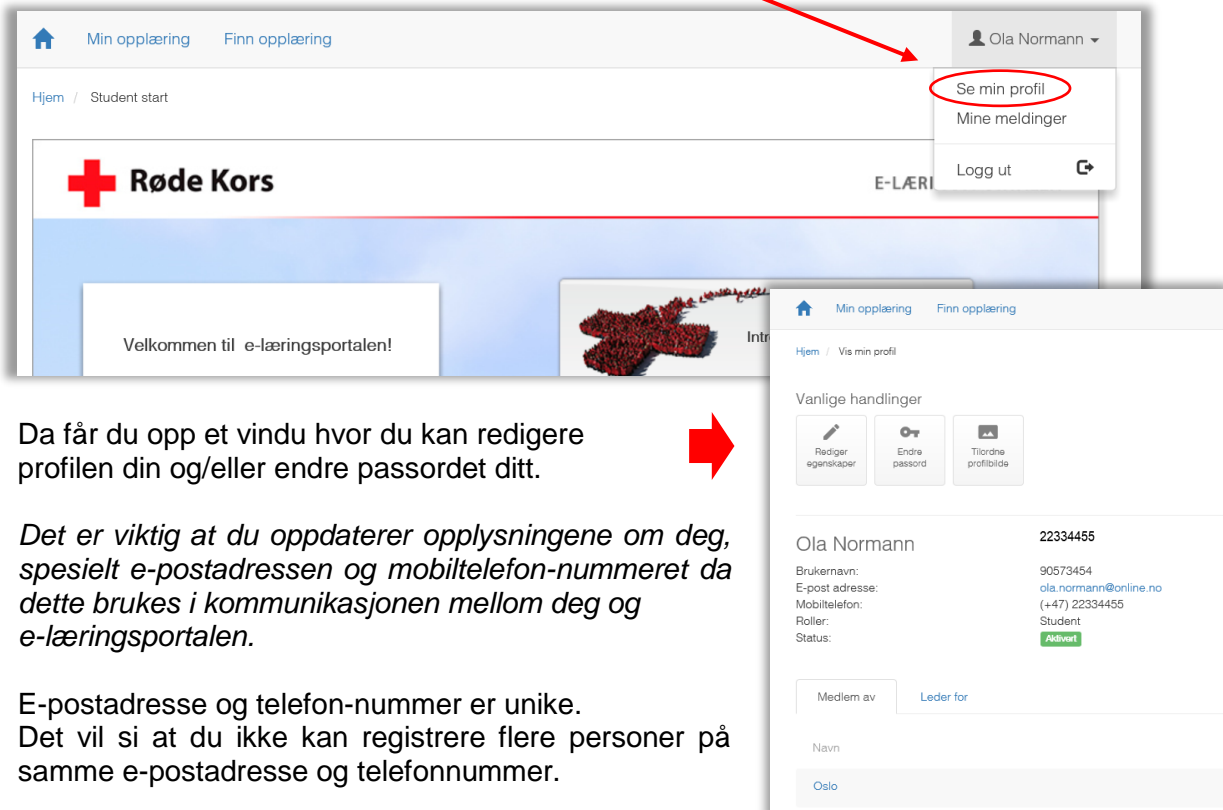 Min opplæring Finn opplæring Ola Normann
Hjem / Student start
Se min profil
Mine meldinger
Logg ut
Røde Kors
E-LÆRI
Velkommen til e-læringsportalen!
Intr
Da får du opp et vindu hvor du kan redigere
profilen din og/eller endre passordet ditt.
Det er viktig at du oppdaterer opplysningene om deg,
spesielt e-postadressen og mobiltelefon-nummeret da
dette brukes i kommunikasjonen mellom deg og
e-læringsportalen.
E-postadresse og telefon-nummer er unike.
Det vil si at du ikke kan registrere flere personer på
samme e-postadresse og telefonnummer.
Min opplæring Finn opplæring
Hjem / Vis min profil
Vanlige handlinger
Rediger
egenskaper
Endre
passord
Tilordne
profilbilde
Ola Normann 22334455
Brukernavn: 90573454
E-post adresse: ola.normann@online.no
Mobiltelefon: (+47) 22334455
Roller: Student
Status: Aktivert
Medlem av Leder for
Navn
Oslo